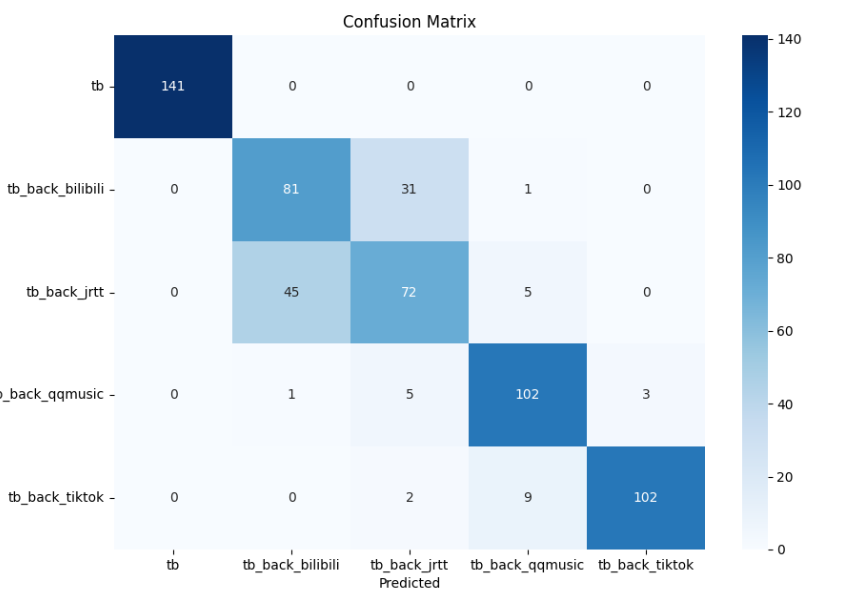 Confusion Matrix
tb 141 0 0 0 0
tb_back_bilibili 0 81 31 1 0
tb_back_jrtt 0 45 72 5 0
b_back_qqmusic 0 1 5 102 3
tb_back_tiktok 0 0 2 9 102
tb tb_back_bilibili tb_back_jrtt tb_back_qqmusic tb_back_tiktok
Predicted
140
120
100
80
60
40
20
0